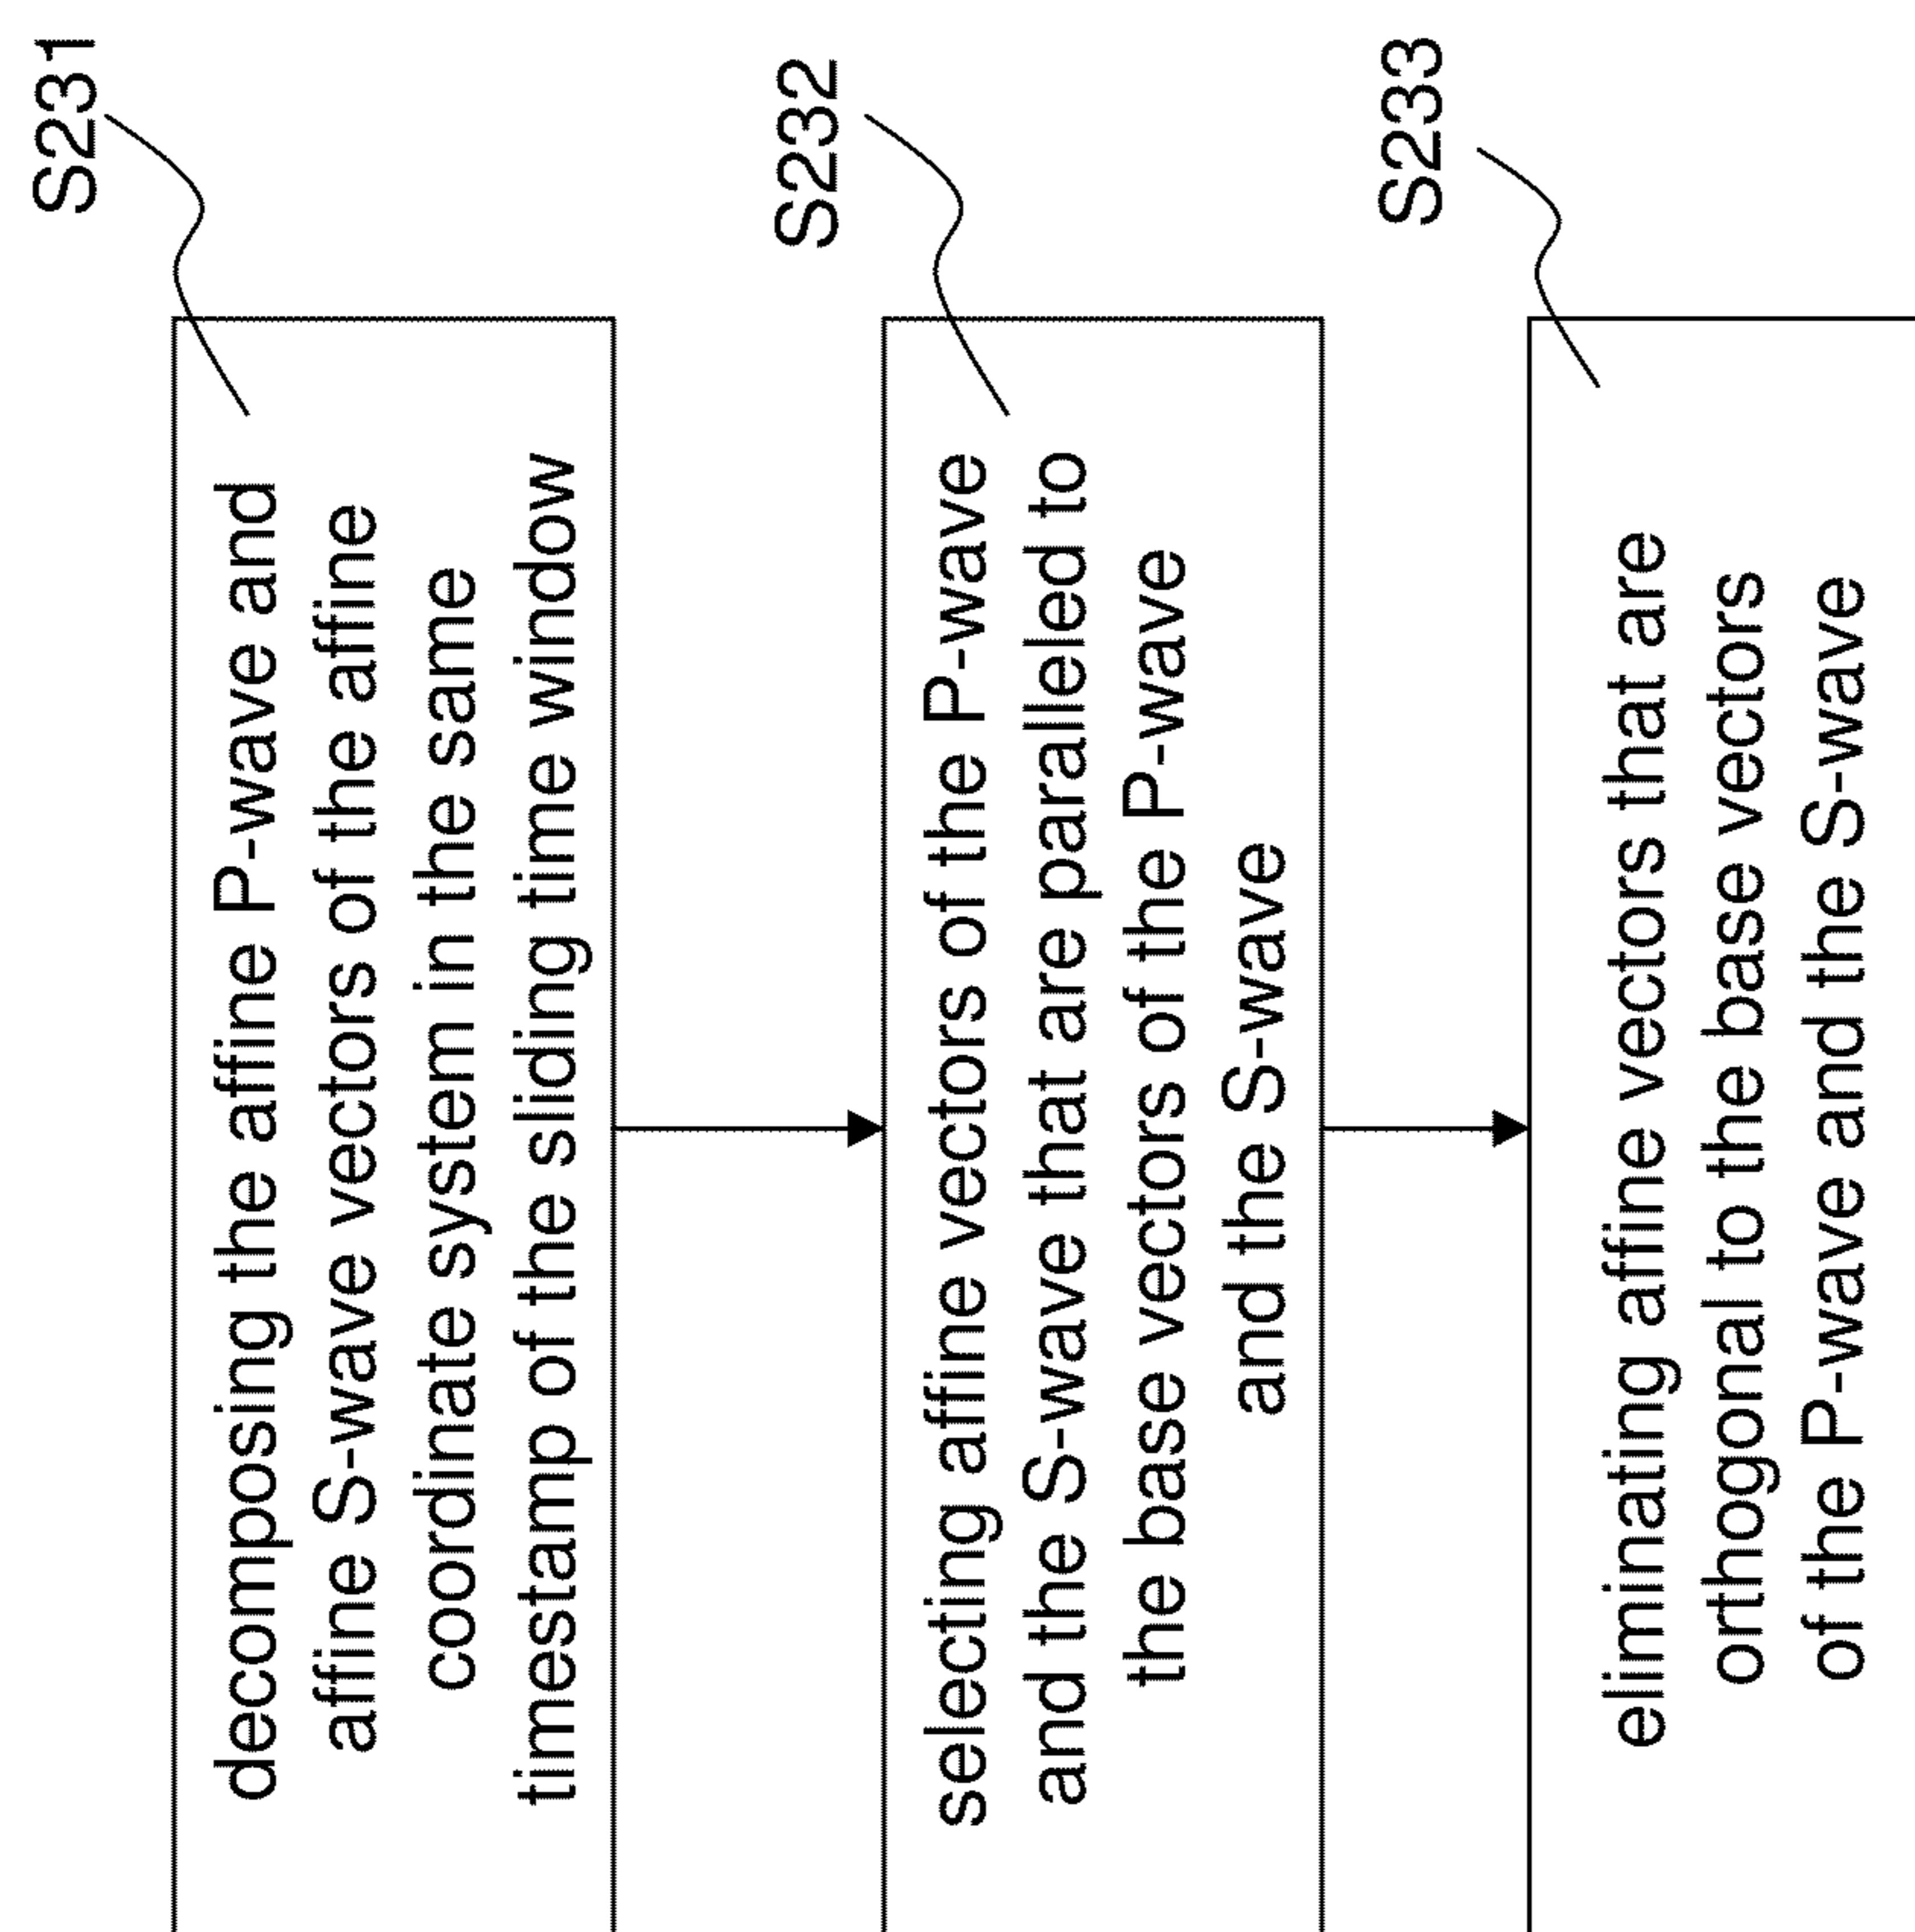 S231
decomposing the affine P-wave and
affine S-wave vectors of the affine
coordinate system in the same
timestamp of the sliding time window
S232
selecting affine vectors of the P-wave
and the S-wave that are paralleled to
the base vectors of the P-wave
and the S-wave
S233
eliminating affine vectors that are
orthogonal to the base vectors
of the P-wave and the S-wave